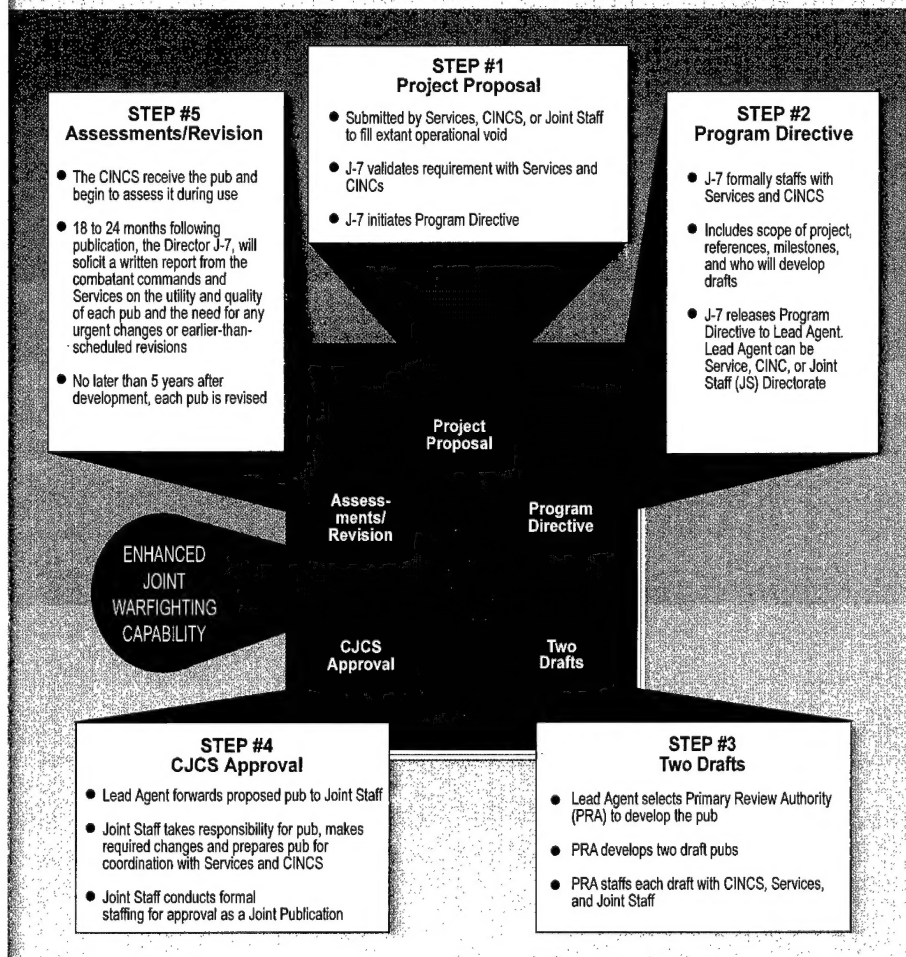 STEP #1
Project Proposal
● Submitted by Services, CINCS, or Joint Staff
to fill extant operational void
● J-7 validates requirement with Services and
CINCs
● J-7 initiates Program Directive
STEP #2
Program Directive
● J-7 formally staffs with
Services and CINCS
● Includes scope of project,
references, milestones,
and who will develop
drafts
● J-7 releases Program
Directive to Lead Agent.
Lead Agent can be
Service, CINC, or Joint
Staff (JS) Directorate
STEP #3
Two Drafts
● Lead Agent selects Primary Review Authority
(PRA) to develop the pub
● PRA develops two draft pubs
● PRA staffs each draft with CINCS, Services,
and Joint Staff
STEP #4
CJCS Approval
● Lead Agent forwards proposed pub to Joint Staff
● Joint Staff takes responsibility for pub, makes
required changes and prepares pub for
coordination with Services and CINCS
● Joint Staff conducts formal
staffing for approval as a Joint Publication
STEP #5
Assessments/Revision
● The CINCS receive the pub and
begin to assess it during use
● 18 to 24 months following
publication, the Director J-7, will
solicit a written report from the
combatant commands and
Services on the utility and quality
of each pub and the need for any
urgent changes or earlier-than-
scheduled revisions
● No later than 5 years after
development, each pub is revised
Project
Proposal
Program
Directive
Two
Drafts
CJCS
Approval
Assess-
ments/
Revision
ENHANCED
JOINT
WARFIGHTING
CAPABILITY